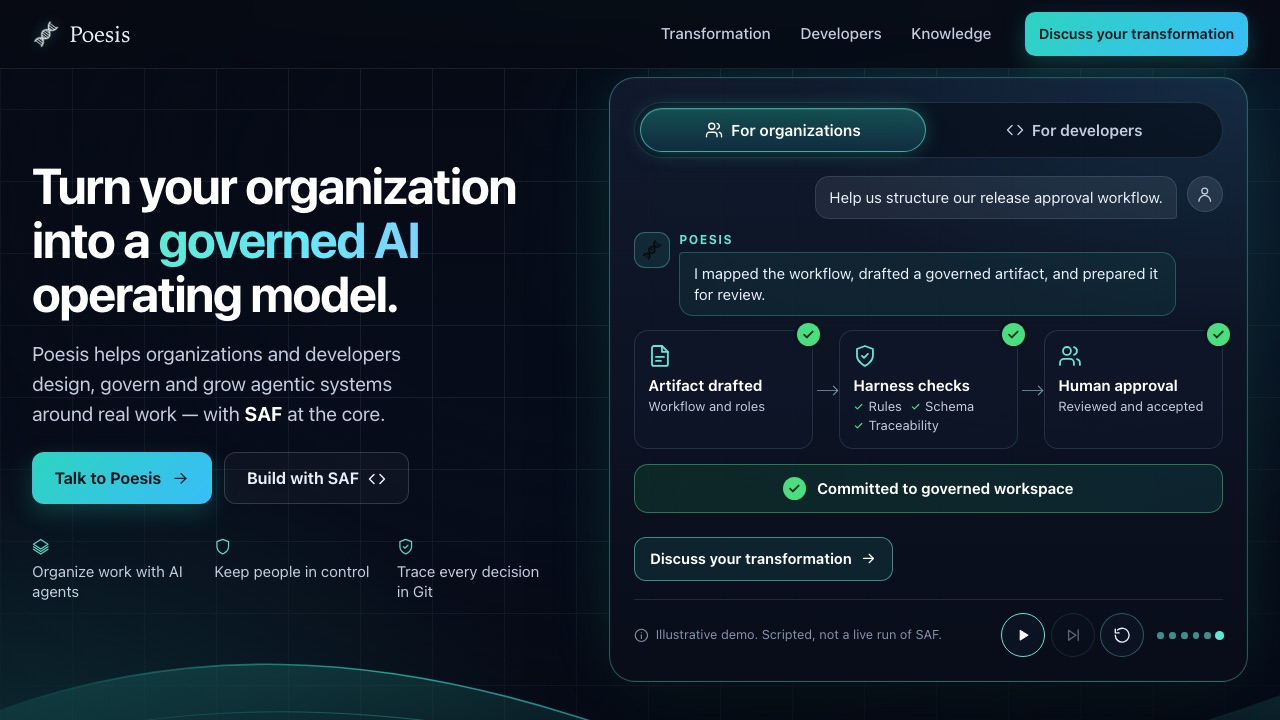 Poesis
Transformation
Developers
Knowledge
Discuss your transformation
Turn your organization
into a governed AI
operating model.
Poesis helps organizations and developers
design, govern and grow agentic systems
around real work — with SAF at the core.
Talk to Poesis
Build with SAF
Organize work with AI
agents
Keep people in control
Trace every decision
in Git
For organizations
For developers
Help us structure our release approval workflow.
POESIS
I mapped the workflow, drafted a governed artifact, and prepared it
for review.
Artifact drafted
Workflow and roles
Harness checks
Rules Schema
Traceability
Human approval
Reviewed and accepted
Committed to governed workspace
Discuss your transformation
Illustrative demo. Scripted, not a live run of SAF.